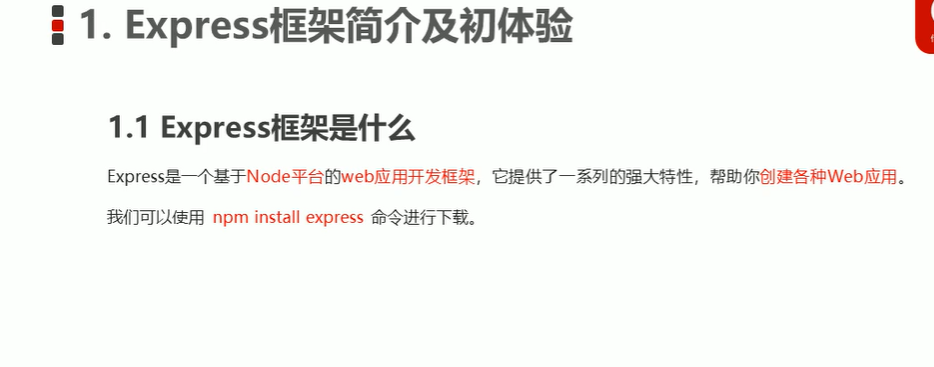 1. Express框架简介及初体验
1.1 Express框架是什么
Express是一个基于Node平台的web应用开发框架，它提供了一系列的强大特性，帮助你创建各种Web应用。
我们可以使用 npm install express 命令进行下载。